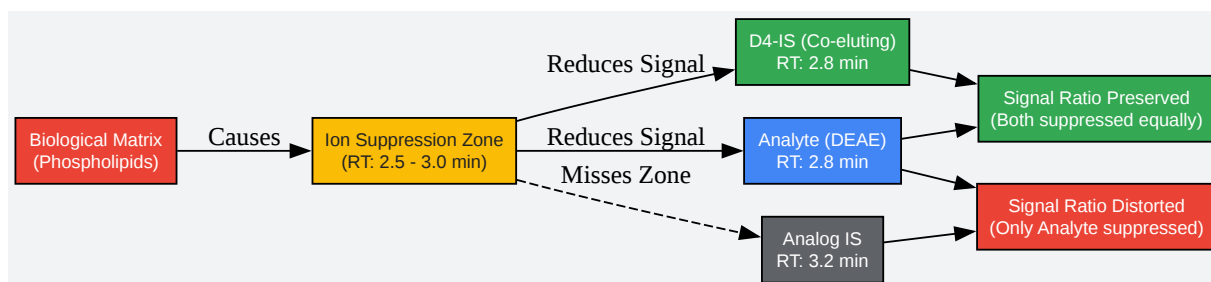 Biological Matrix
(Phospholipids)
Causes
Ion Suppression Zone
(RT: 2.5 - 3.0 min)
Reduces Signal
Reduces Signal
Misses Zone
D4-IS (Co-eluting)
RT: 2.8 min
Analyte (DEAE)
RT: 2.8 min
Analog IS
RT: 3.2 min
Signal Ratio Preserved
(Both suppressed equally)
Signal Ratio Distorted
(Only Analyte suppressed)